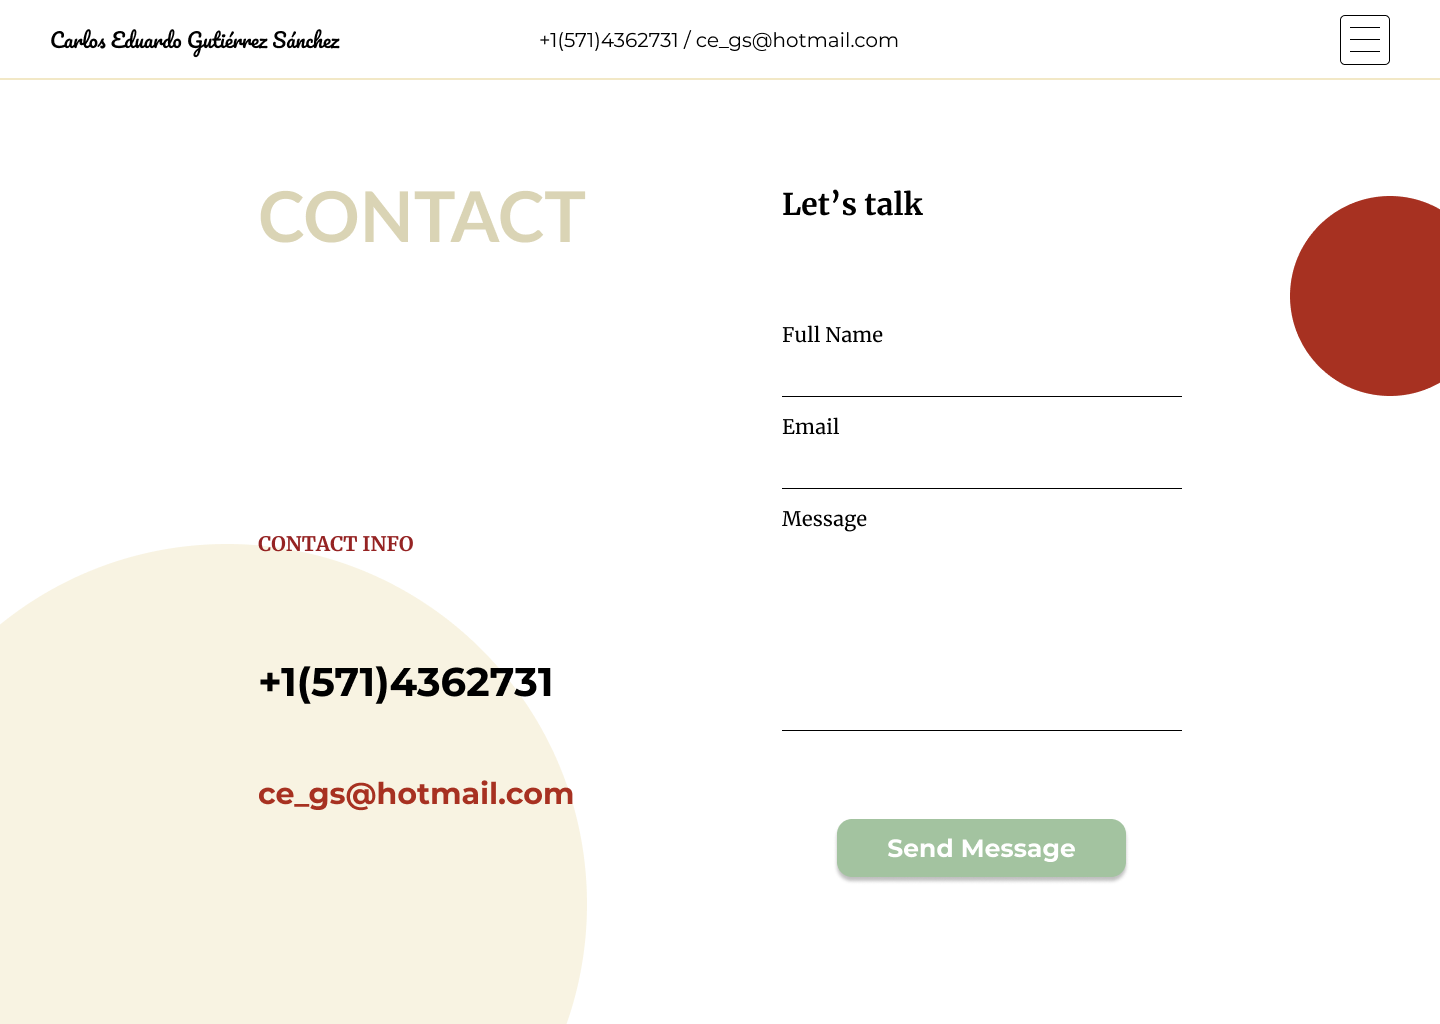 Carlos Eduardo Gutiérrez Sánchez
+1(571)4362731 / ce_gs@hotmail.com
CONTACT
CONTACT INFO
+1(571)4362731
ce_gs@hotmail.com
Let’s talk
Full Name
Email
Message
Send Message